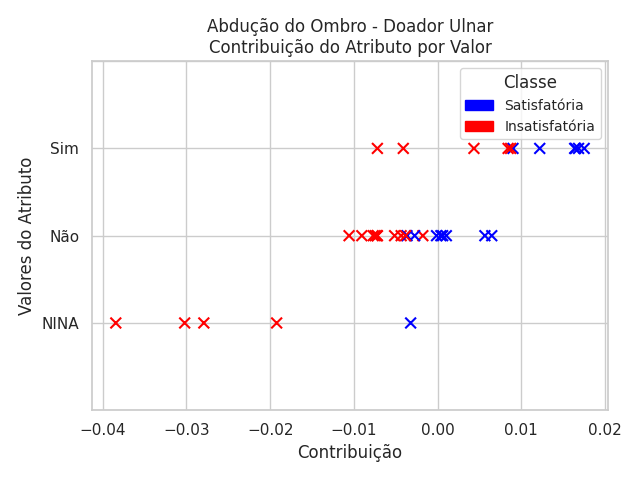 Abdução do Ombro - Doador Ulnar
Contribuição do Atributo por Valor
Classe
Satisfatória
Insatisfatória
Valores do Atributo
Sim
Não
NINA
−0.04 −0.03 −0.02 −0.01 0.00 0.01 0.02
Contribuição